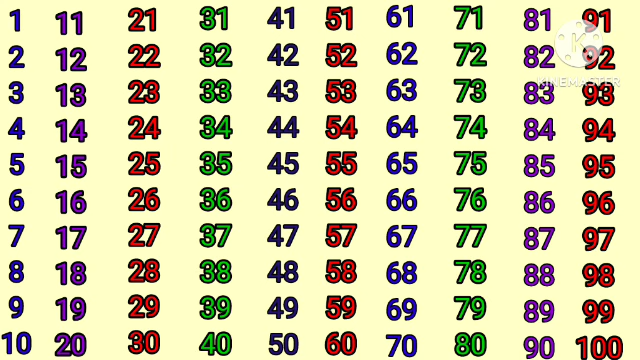 1 11 21 31 41 51 61 71 81 91
2 12 22 32 42 52 62 72 82 92
KINEMASTER
3 13 23 33 43 53 63 73 83 93
4 14 24 34 44 54 64 74 84 94
5 15 25 35 45 55 65 75 85 95
6 16 26 36 46 56 66 76 86 96
7 17 27 37 47 57 67 77 87 97
8 18 28 38 48 58 68 78 88 98
9 19 29 39 49 59 69 79 89 99
10 20 30 40 50 60 70 80 90 100